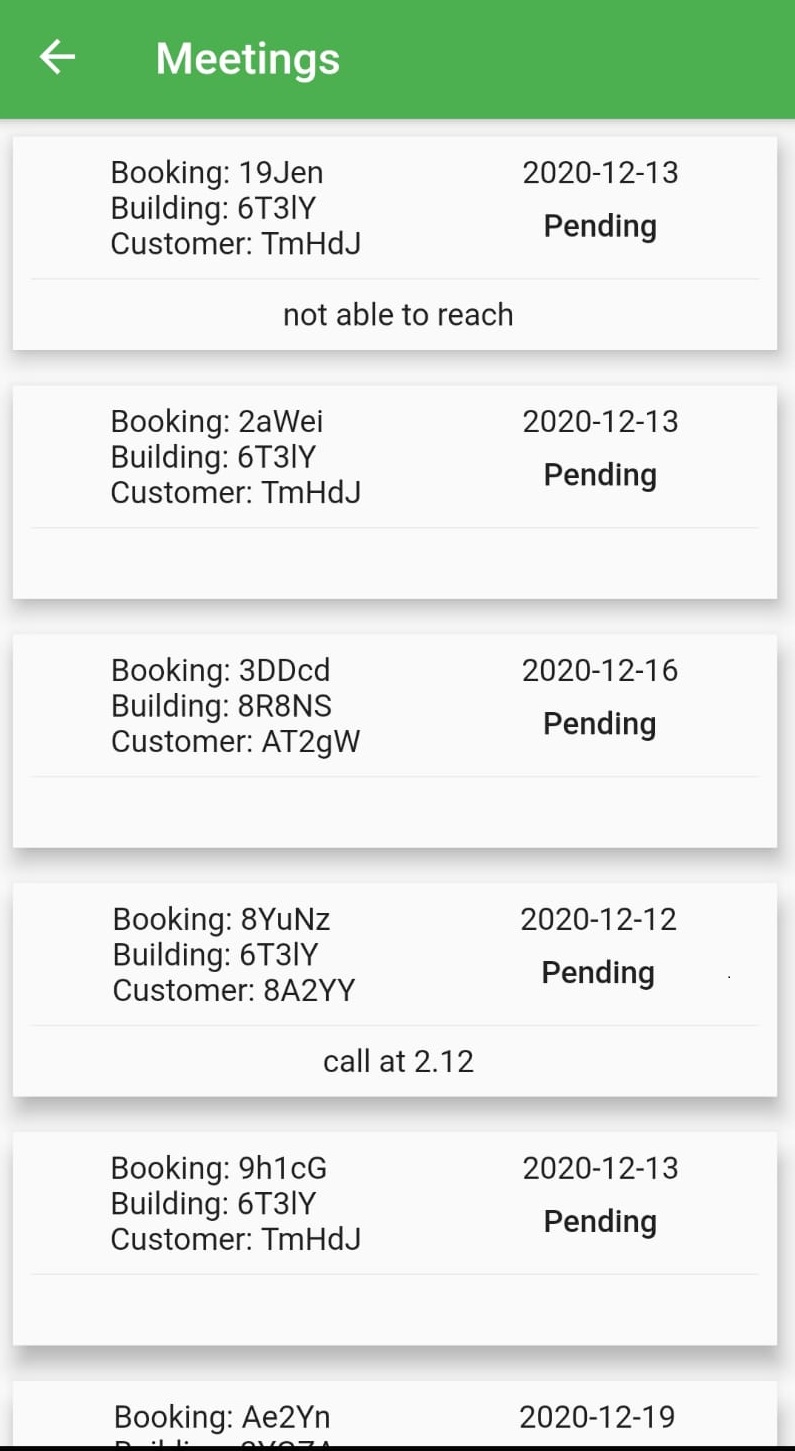 Meetings
Booking: 19Jen
2020-12-13
Building: 6T3lY
Pending
Customer: TmHdJ
not able to reach
Booking: 2aWei
2020-12-13
Building: 6T3lY
Pending
Customer: TmHdJ
Booking: 3DDcd
2020-12-16
Building: 8R8NS
Pending
Customer: AT2gW
Booking: 8YuNz
2020-12-12
Building: 6T3lY
Pending
Customer: 8A2YY
call at 2.12
Booking: 9h1cG
2020-12-13
Building: 6T3lY
Pending
Customer: TmHdJ
Booking: Ae2Yn
2020-12-19
Building: